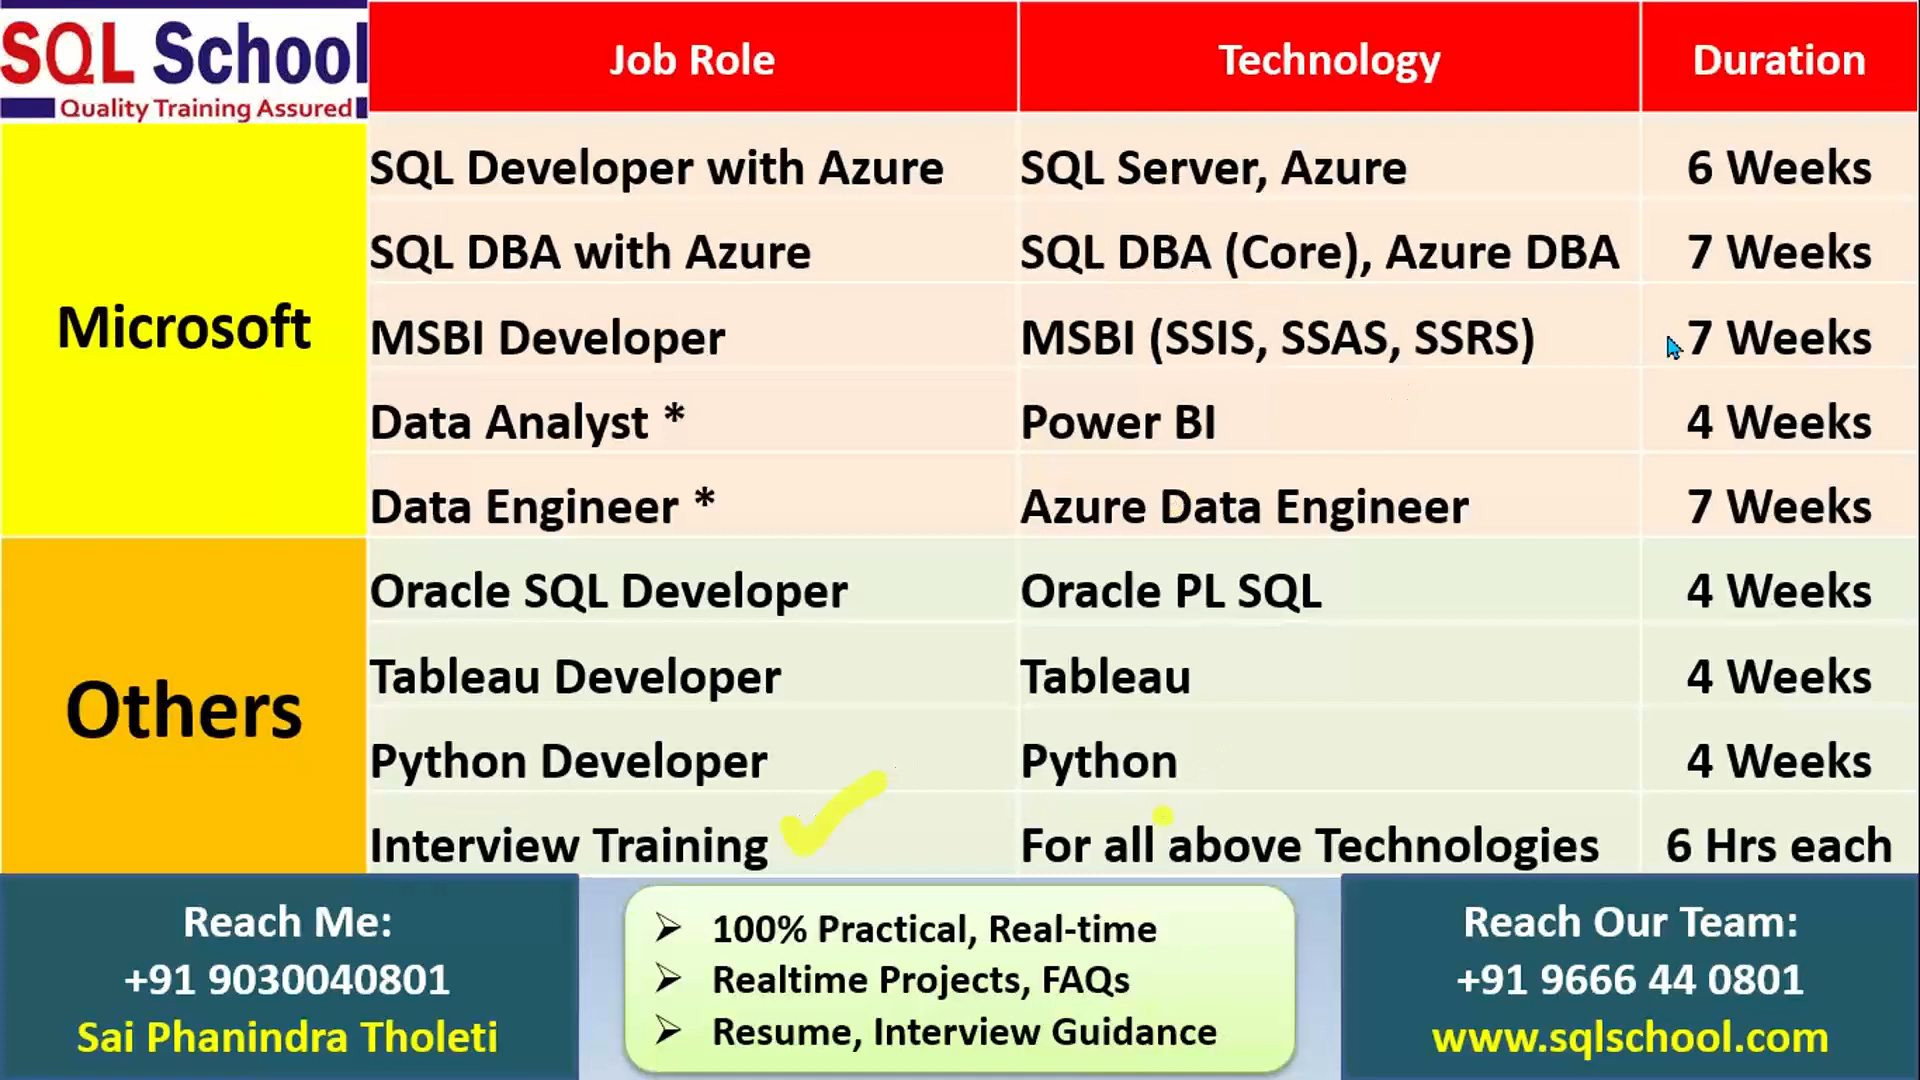 SQL School
Quality Training Assured
Job Role Technology Duration
Microsoft
SQL Developer with Azure SQL Server, Azure 6 Weeks
SQL DBA with Azure SQL DBA (Core), Azure DBA 7 Weeks
MSBI Developer MSBI (SSIS, SSAS, SSRS) 7 Weeks
Data Analyst * Power BI 4 Weeks
Data Engineer * Azure Data Engineer 7 Weeks
Others
Oracle SQL Developer Oracle PL SQL 4 Weeks
Tableau Developer Tableau 4 Weeks
Python Developer Python 4 Weeks
Interview Training For all above Technologies 6 Hrs each
Reach Me:
+91 9030040801
Sai Phanindra Tholeti
100% Practical, Real-time
Realtime Projects, FAQs
Resume, Interview Guidance
Reach Our Team:
+91 9666 44 0801
www.sqlschool.com